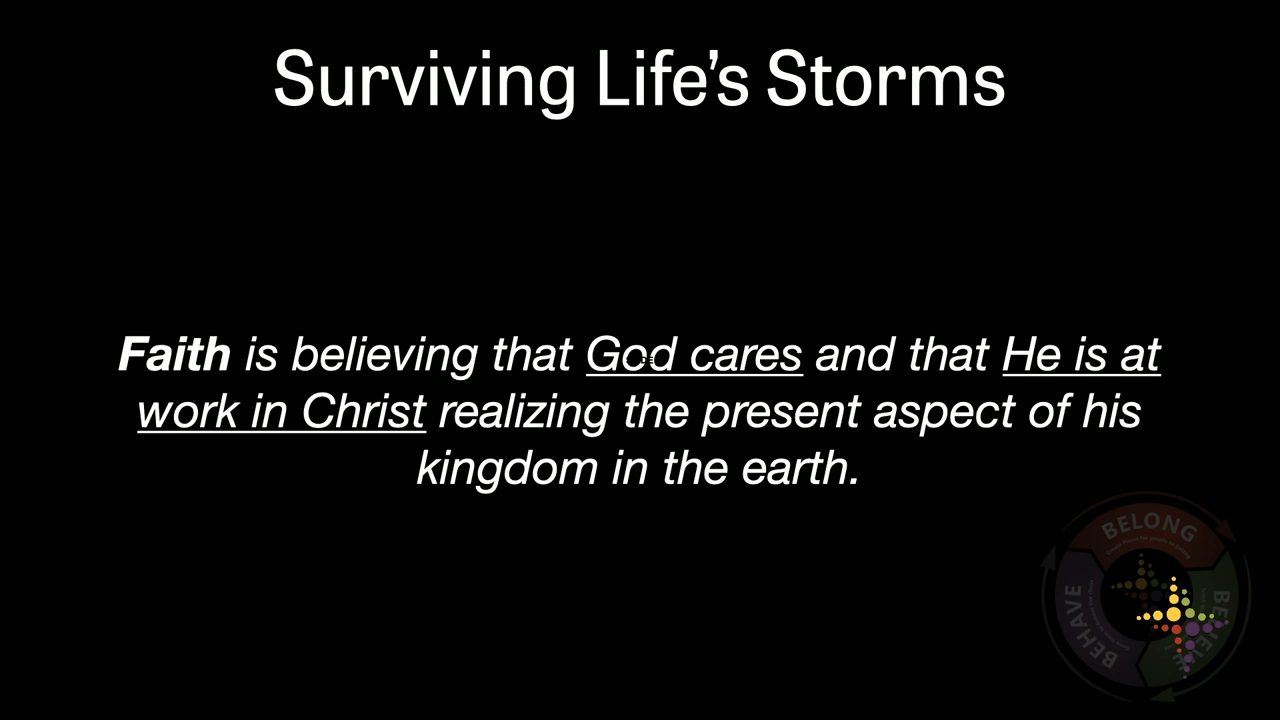 Surviving Life’s Storms
Faith is believing that God cares and that He is at
work in Christ realizing the present aspect of his
kingdom in the earth.
BELONG
BEHAVE